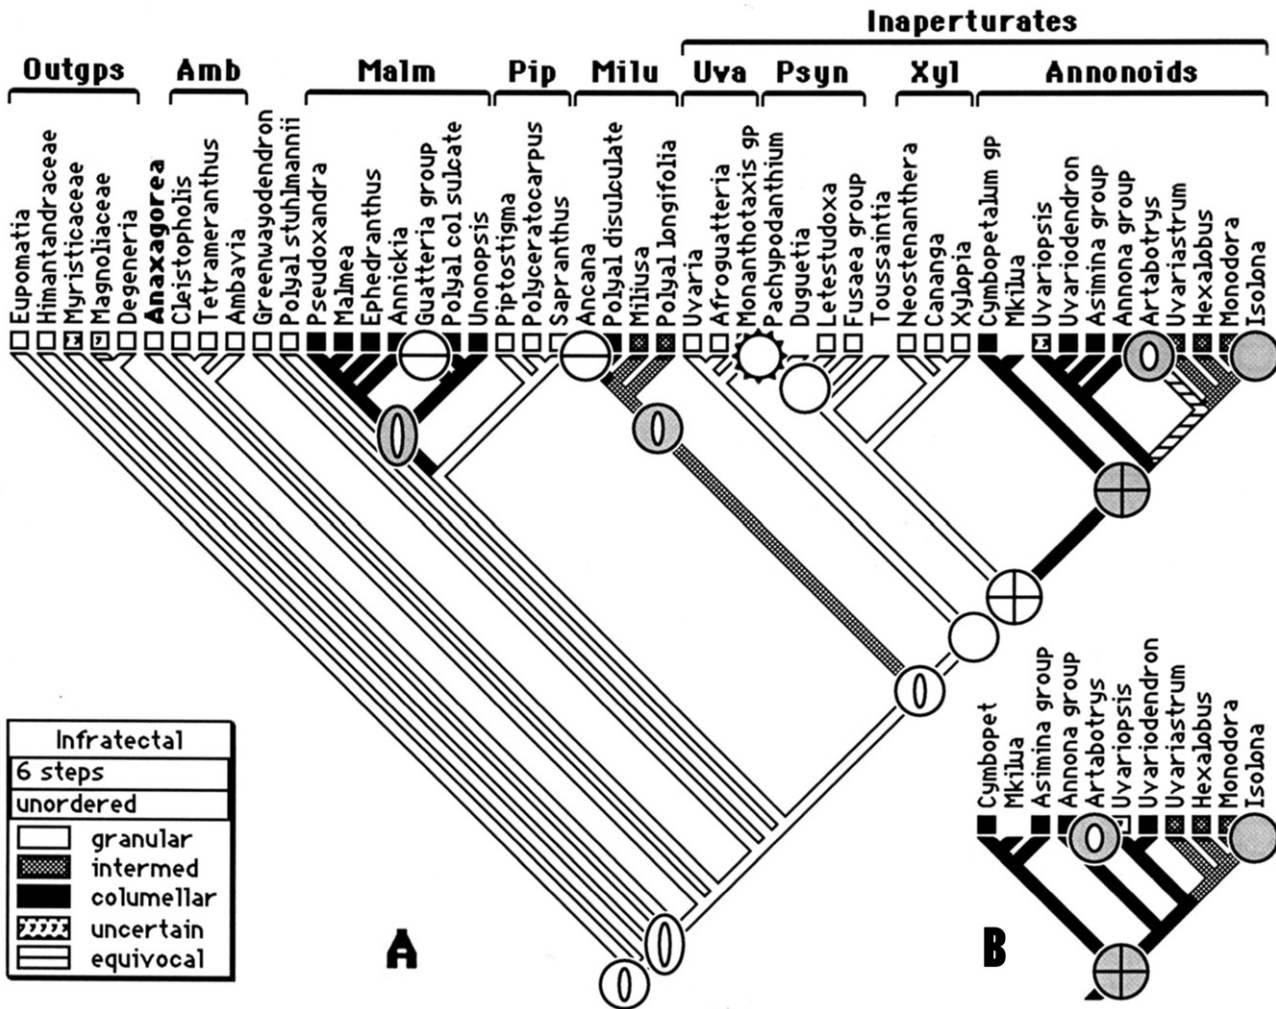 Inaperturates
Outgps Amb Malm Pip Milu Uva Psyn Xyl Annonoids
Eupomatia
Himantandraceae
Myristicaceae
Magnoliaceae
Degeneria
Anaxagorea
Cleistopholis
Tetrameranthus
Ambavia
Greenwayodendron
Polyal stuhlmannii
Pseudoxandra
Malmea
Ephedranthus
Annickia
Guatteria group
Polyal col sulcate
Unonopsis
Piptostigma
Polyceratocarpus
Sapranthus
Ancana
Polyal disulculate
Miliusa
Polyal longifolia
Uvaria
Afroguatteria
Monanthotaxis gp
Pachypodanthium
Duguetia
Letestudoxa
Fusaea group
Toussaintia
Neostenanthera
Cananga
Xylopia
Cymbopetalum gp
Mkilua
Uvariopsis
Uvariodendron
Asimina group
Annona group
Artabotrys
Uvariastrum
Hexalobus
Monodora
Isolona
Cymbopet
Mkilua
Asimina group
Annona group
Artabotrys
Uvariopsis
Uvariodendron
Uvariastrum
Hexalobus
Monodora
Isolona
Infratectal
6 steps
unordered
granular
intermed
columellar
uncertain
equivocal
A
B